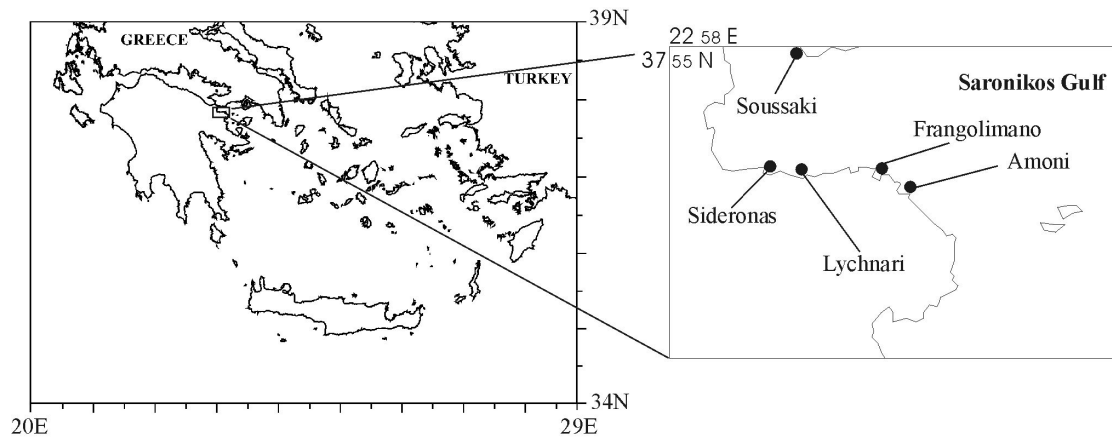 39N
GREECE
TURKEY
34N
20E
29E
22 58 E
37 55 N
Saronikos Gulf
Soussaki
Frangolimano
Amoni
Sideronas
Lychnari